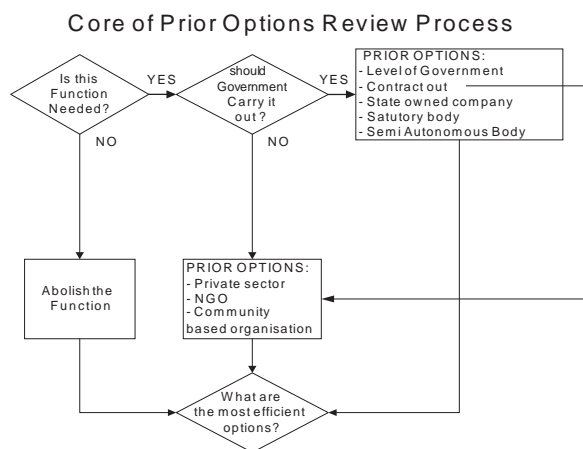 Core of Prior Options Review Process
Is this
Function
Needed?
YES
should
Government
Carry it
out ?
YES
PRIOR OPTIONS:
- Level of Government
- Contract out
- State owned company
- Satutory body
- Semi Autonomous Body
NO
NO
Abolish the
Function
PRIOR OPTIONS:
- Private sector
- NGO
- Community
based organisation
What are
the most efficient
options?